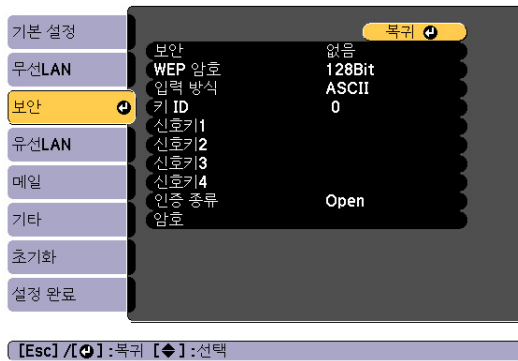 기본 설정
무선LAN
보안
유선LAN
메일
기타
초기화
설정 완료
복귀
보안 없음
WEP 암호 128Bit
입력 방식 ASCII
키 ID 0
신호키1
신호키2
신호키3
신호키4
인증 종류 Open
암호
[Esc] /[ ] :복귀 [ ] :선택